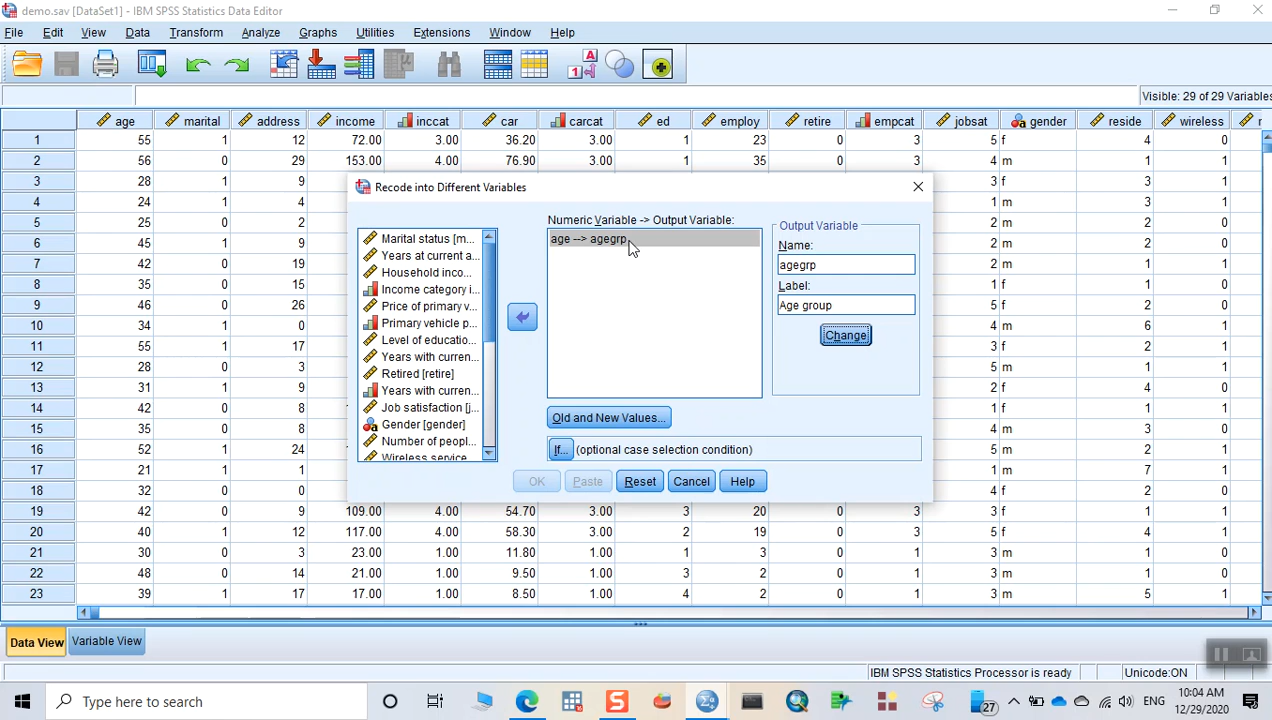 demo.sav [DataSet1] - IBM SPSS Statistics Data Editor
File Edit View Data Transform Analyze Graphs Utilities Extensions Window Help
Visible: 29 of 29 Variables
age marital address income inccat car carcat ed employ retire empcat jobsat gender reside wireless
1 55 1 12 72.00 3.00 36.20 3.00 1 23 0 3 5 f 4 0
2 56 0 29 153.00 4.00 76.90 3.00 1 35 0 3 4 m 1 1
3 28 1 9 3 f 3 1
4 24 1 4 1 m 3 1
5 25 0 2 2 m 2 0
6 45 1 9 2 m 1 1
7 42 0 19 2 m 1 1
8 35 0 15 1 f 1 0
9 46 0 26 5 f 2 0
10 34 1 0 4 m 6 1
11 55 1 17 3 f 2 1
12 28 0 3 3 m 1 1
13 31 1 9 2 f 4 0
14 42 0 8 1 f 1 1
15 35 0 8 4 f 1 0
16 52 1 24 4 m 2 1
17 21 1 1 1 m 7 1
18 32 0 0 4 f 2 0
19 42 0 9 109.00 4.00 54.70 3.00 3 20 0 3 5 f 1 0
20 40 1 12 117.00 4.00 58.30 3.00 2 19 0 3 5 f 4 1
21 30 0 3 23.00 1.00 11.80 1.00 1 3 0 1 3 m 1 0
22 48 0 14 21.00 1.00 9.50 1.00 3 2 0 1 3 m 1 0
23 39 1 17 17.00 1.00 8.50 1.00 4 2 0 1 3 m 5 0
Recode into Different Variables
Marital status [m...
Years at current a...
Household inco...
Income category i...
Price of primary v...
Primary vehicle p...
Level of educatio...
Years with curren...
Retired [retire]
Years with curren...
Job satisfaction [j...
Gender [gender]
Number of peopl...
Wireless service
Numeric Variable -> Output Variable:
age --> agegrp
Output Variable
Name:
agegrp
Label:
Age group
Change
Old and New Values...
If... (optional case selection condition)
OK Paste Reset Cancel Help
Data View Variable View
IBM SPSS Statistics Processor is ready Unicode:ON
Type here to search
27
ENG
10:04 AM
12/29/2020